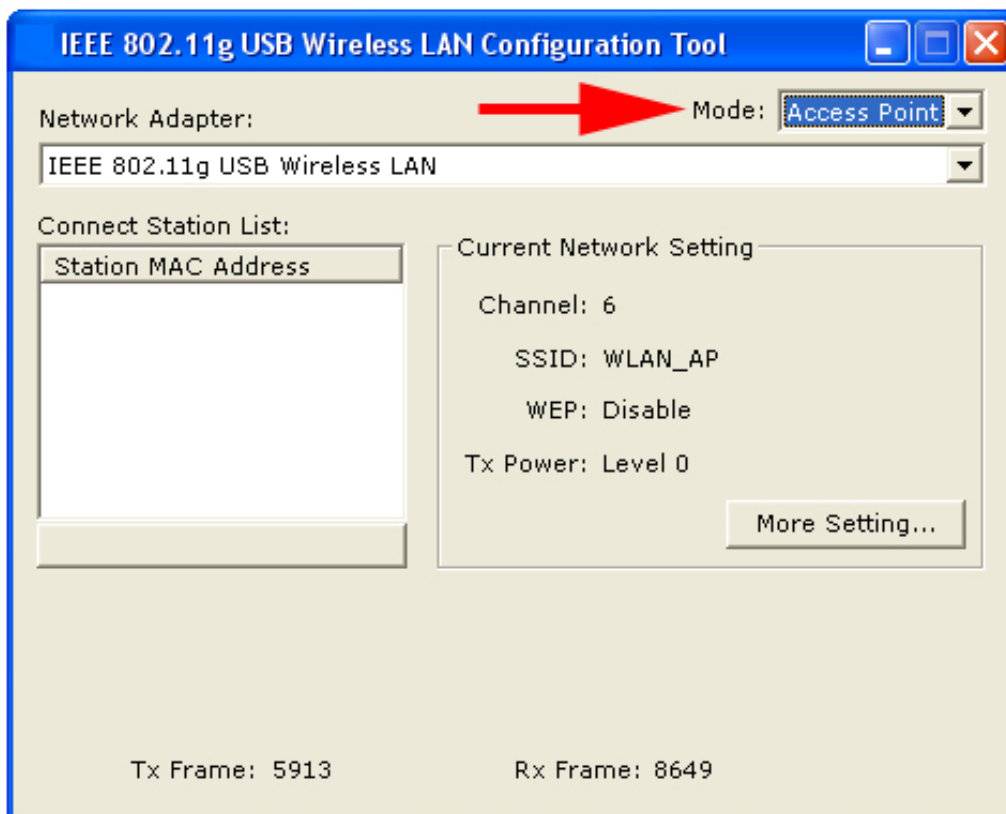 IEEE 802.11g USB Wireless LAN Configuration Tool
Mode: Access Point
Network Adapter:
IEEE 802.11g USB Wireless LAN
Connect Station List:
Station MAC Address
Current Network Setting
Channel: 6
SSID: WLAN_AP
WEP: Disable
Tx Power: Level 0
More Setting...
Tx Frame: 5913
Rx Frame: 8649